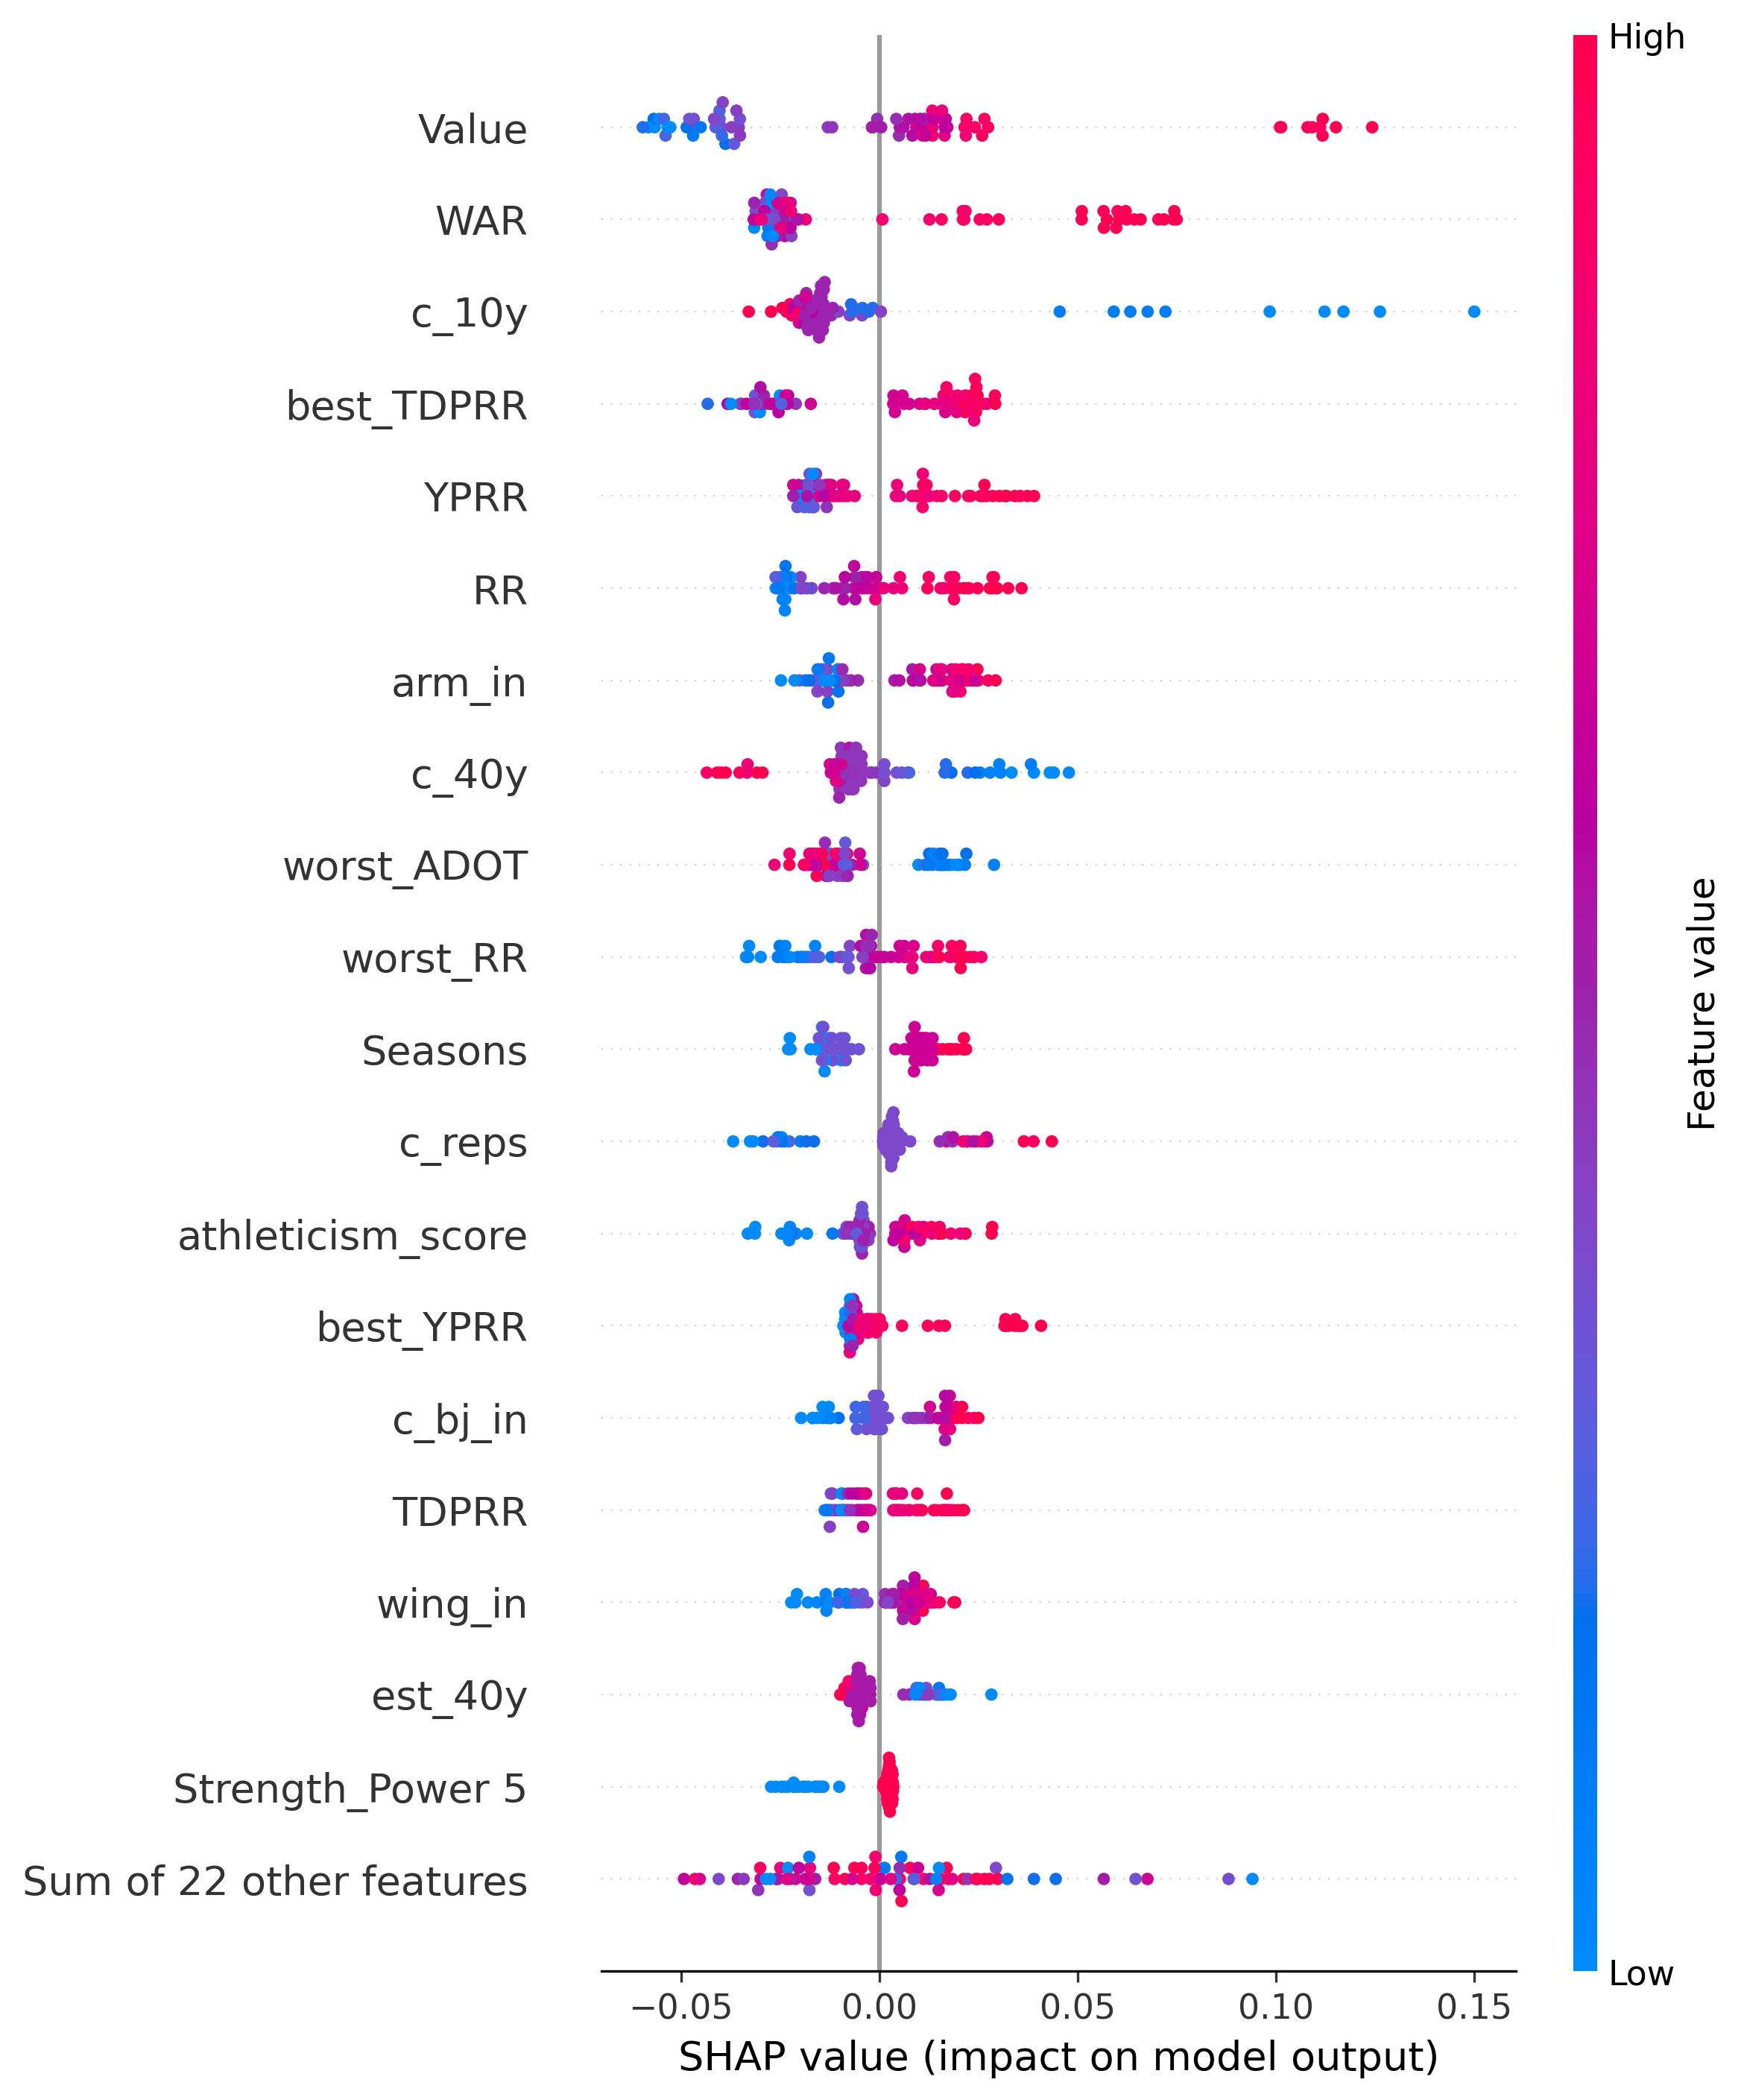 High
Value
WAR
c_10y
best_TDPRR
YPRR
RR
arm_in
c_40y
worst_ADOT
worst_RR
Seasons
c_reps
athleticism_score
best_YPRR
c_bj_in
TDPRR
wing_in
est_40y
Strength_Power 5
Sum of 22 other features
Feature value
Low
−0.05 0.00 0.05 0.10 0.15
SHAP value (impact on model output)